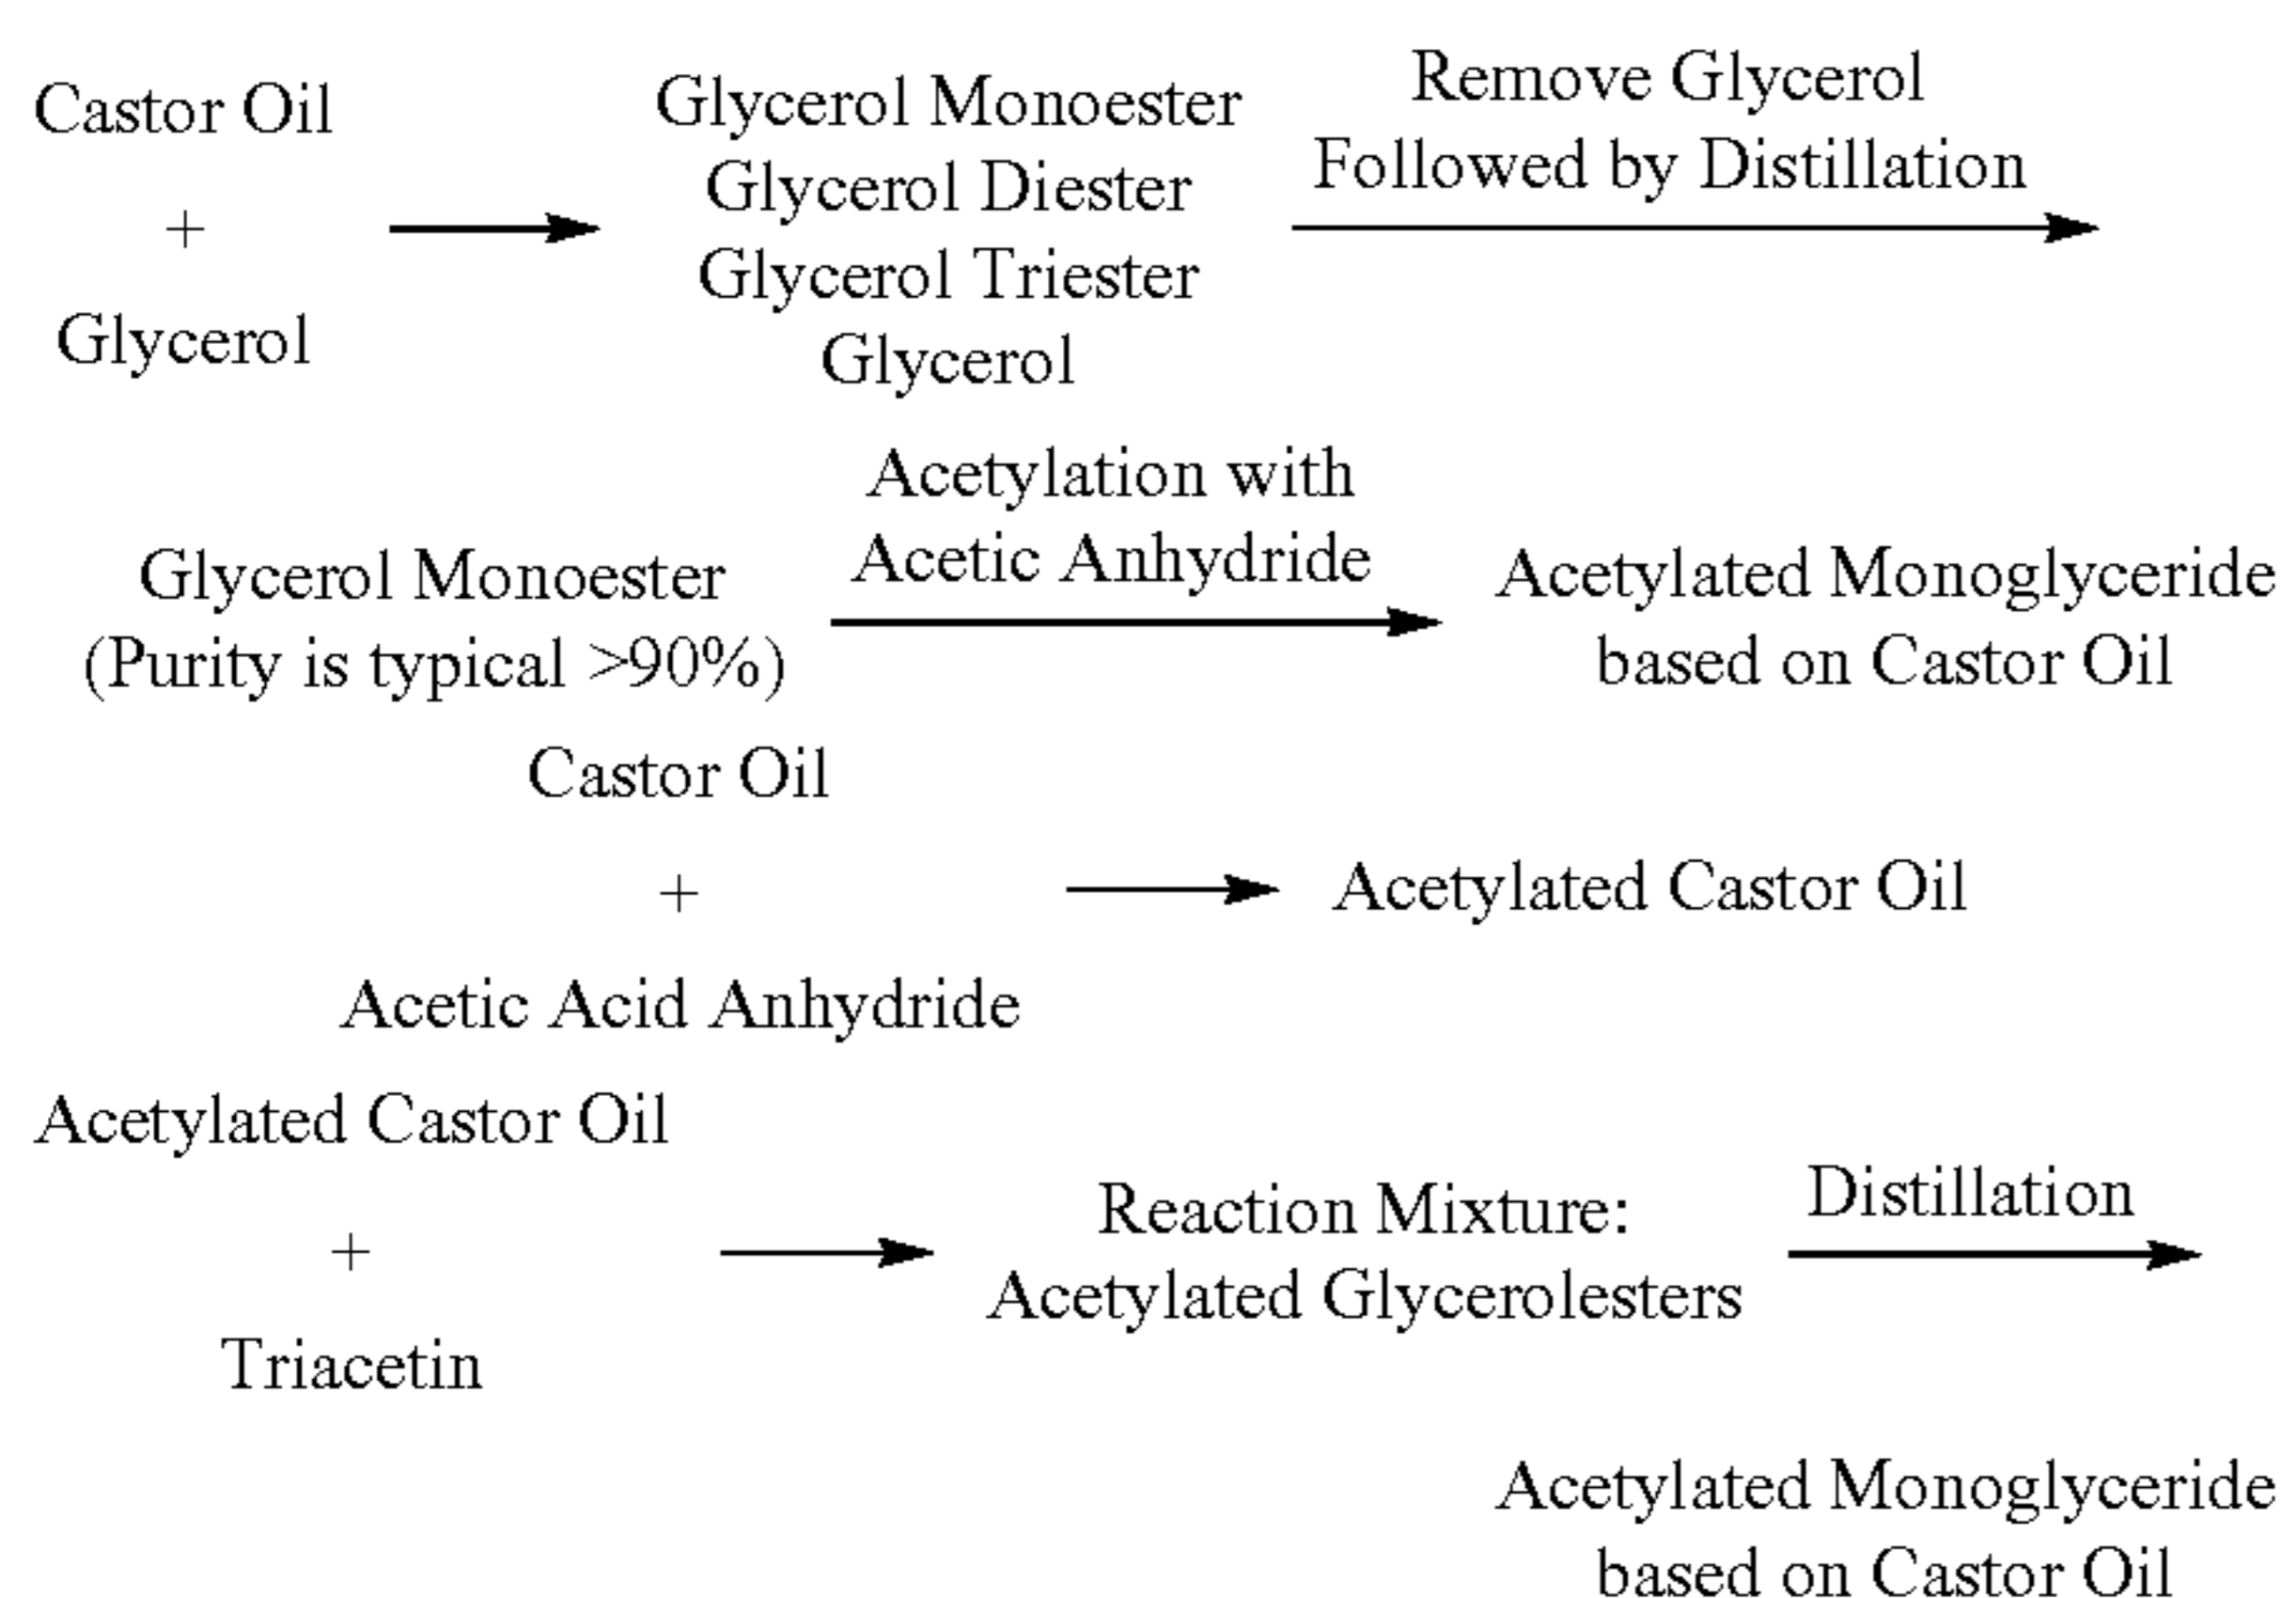 Castor Oil
+
Glycerol
Glycerol Monoester
Glycerol Diester
Glycerol Triester
Glycerol
Remove Glycerol
Followed by Distillation
Glycerol Monoester
(Purity is typical >90%)
Acetylation with
Acetic Anhydride
Acetylated Monoglyceride
based on Castor Oil
Castor Oil
+
Acetic Acid Anhydride
Acetylated Castor Oil
Acetylated Castor Oil
+
Triacetin
Reaction Mixture:
Acetylated Glycerolesters
Distillation
Acetylated Monoglyceride
based on Castor Oil